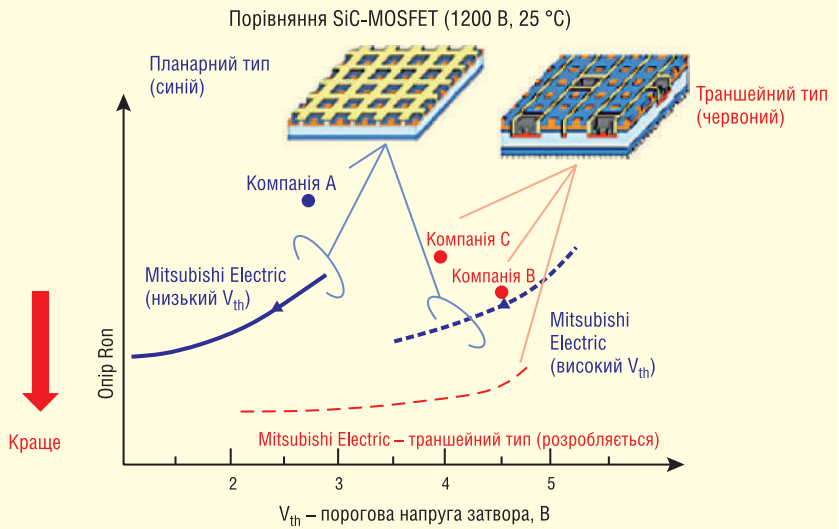 Порівняння SiC-MOSFET (1200 В, 25 °C)
Планарний тип
(синій)
Траншейний тип
(червоний)
Компанія А
Компанія С
Компанія В
Mitsubishi Electric
(низький Vth)
Mitsubishi
Electric
(високий Vth)
Опір Ron
Краще
Mitsubishi Electric – траншейний тип (розробляється)
2 3 4 5
Vth – порогова напруга затвора, В